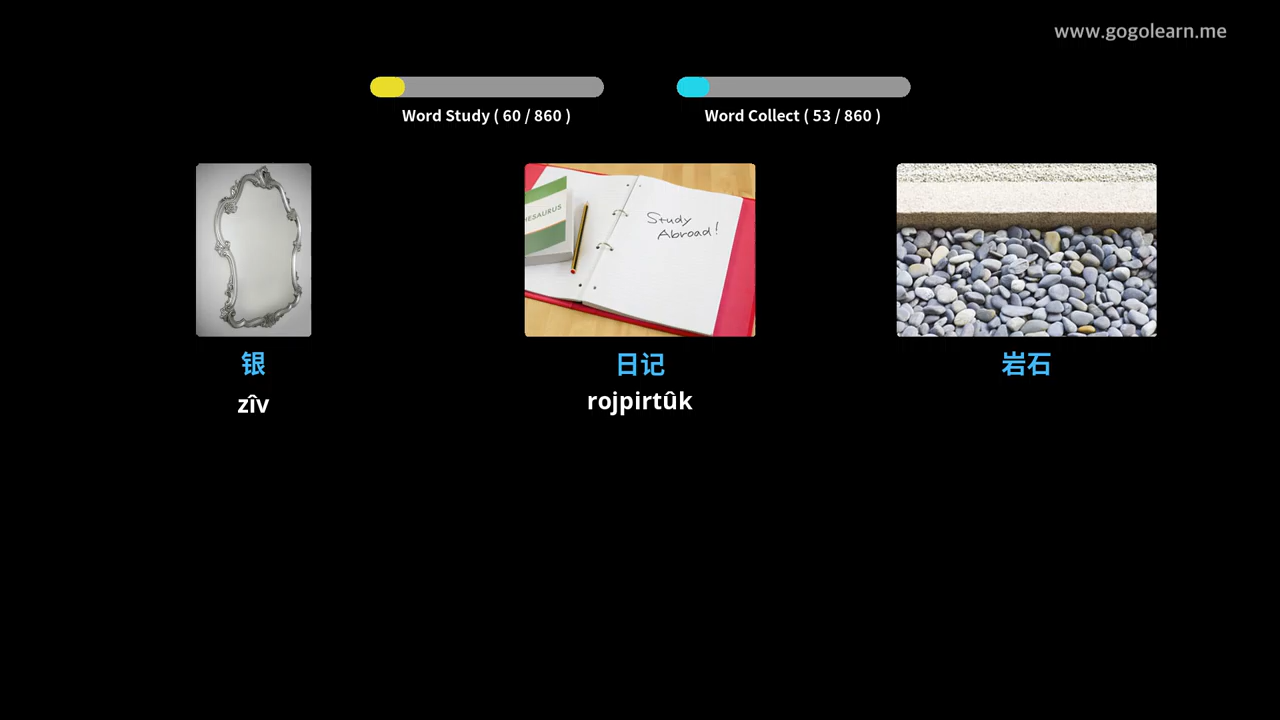 www.gogolearn.me
Word Study ( 60 / 860 )
Word Collect ( 53 / 860 )
HESAURUS
Study
Abroad!
银
日记
岩石
zîv
rojpirtûk